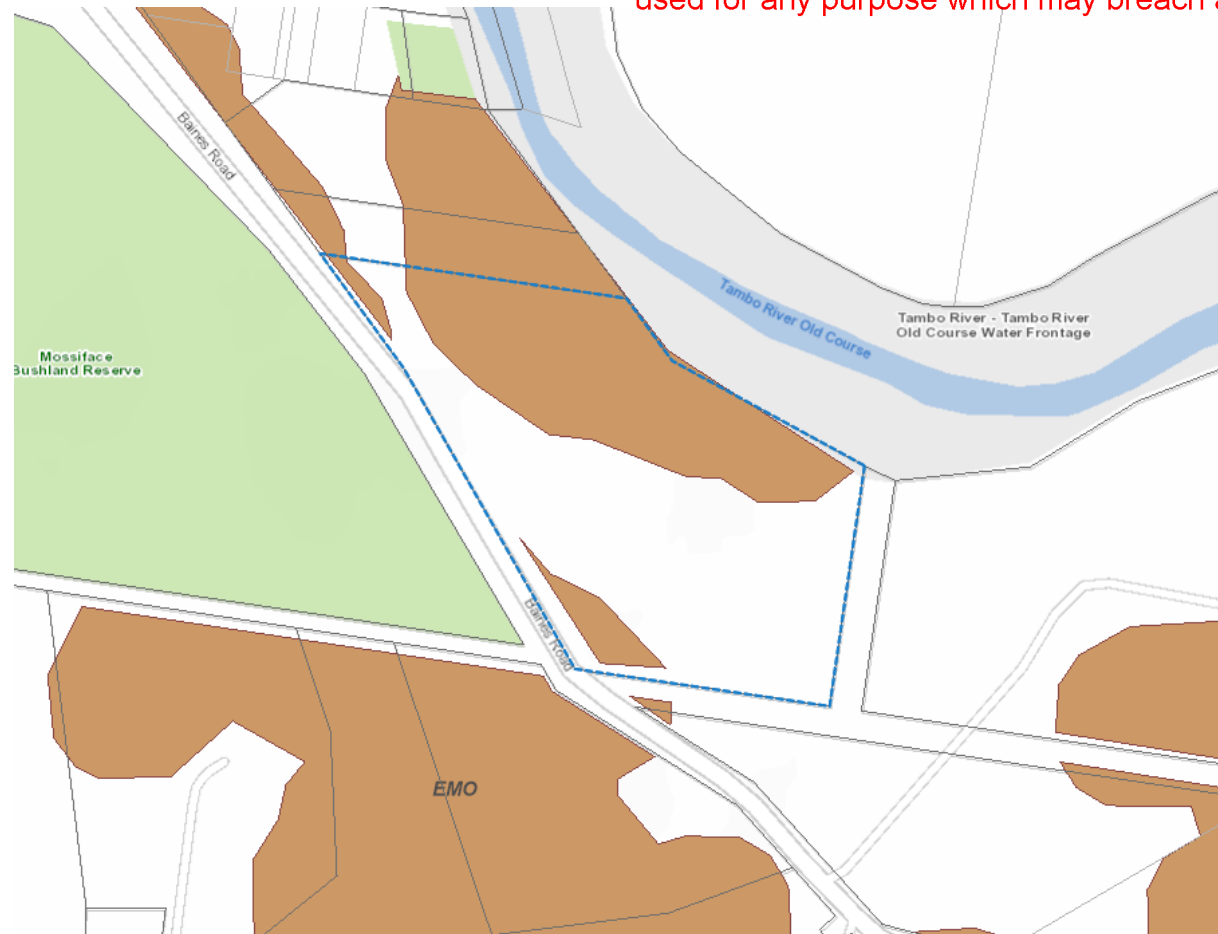 used for any purpose which may breach a
Baines Road
Tambo River Old Course
Tambo River - Tambo River
Old Course Water Frontage
Mossiface
Bushland Reserve
Baines Road
EMO